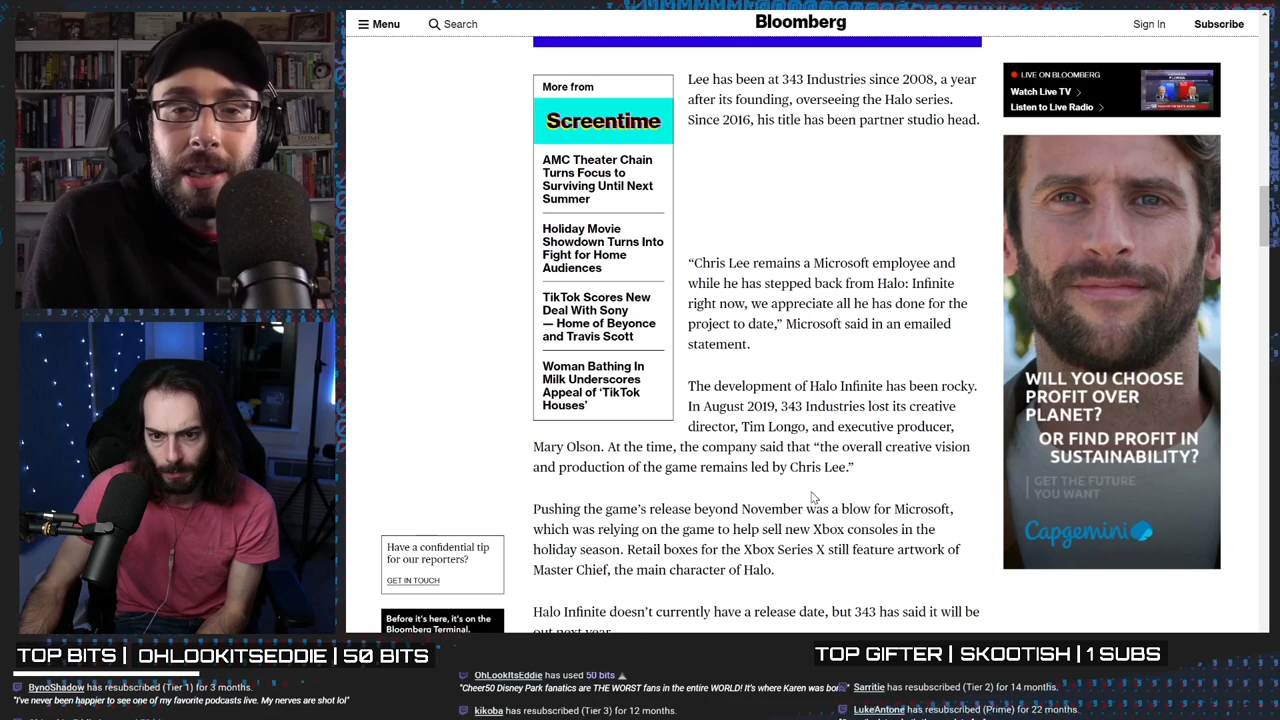 Menu
Search
Bloomberg
Sign In
Subscribe
More from
Screentime
AMC Theater Chain
Turns Focus to
Surviving Until Next
Summer
Holiday Movie
Showdown Turns Into
Fight for Home
Audiences
TikTok Scores New
Deal With Sony
— Home of Beyonce
and Travis Scott
Woman Bathing In
Milk Underscores
Appeal of ‘TikTok
Houses’
Lee has been at 343 Industries since 2008, a year
after its founding, overseeing the Halo series.
Since 2016, his title has been partner studio head.
“Chris Lee remains a Microsoft employee and
while he has stepped back from Halo: Infinite
right now, we appreciate all he has done for the
project to date,” Microsoft said in an emailed
statement.
The development of Halo Infinite has been rocky.
In August 2019, 343 Industries lost its creative
director, Tim Longo, and executive producer,
Mary Olson. At the time, the company said that “the overall creative vision
and production of the game remains led by Chris Lee.”
Pushing the game’s release beyond November was a blow for Microsoft,
which was relying on the game to help sell new Xbox consoles in the
holiday season. Retail boxes for the Xbox Series X still feature artwork of
Master Chief, the main character of Halo.
Halo Infinite doesn’t currently have a release date, but 343 has said it will be
out next year.
LIVE ON BLOOMBERG
Watch Live TV
Listen to Live Radio
WILL YOU CHOOSE
PROFIT OVER
PLANET?
OR FIND PROFIT IN
SUSTAINABILITY?
GET THE FUTURE
YOU WANT
Capgemini
Have a confidential tip
for our reporters?
GET IN TOUCH
Before it's here, it's on the
Bloomberg Terminal.
TOP BITS | OHLOOKITSEDDIE | 50 BITS
TOP GIFTER | SKOOTISH | 1 SUBS
BynoShadow has resubscribed (Tier 1) for 3 months.
"I've never been happier to see one of my favorite podcasts live. My nerves are shot lol"
OhLookItsEddie has used 50 bits
"Cheer50 Disney Park fanatics are THE WORST fans in the entire WORLD! It's where Karen was bor
kikoba has resubscribed (Tier 3) for 12 months.
Sarritie has resubscribed (Tier 2) for 14 months.
LukeAntone has resubscribed (Prime) for 22 months.